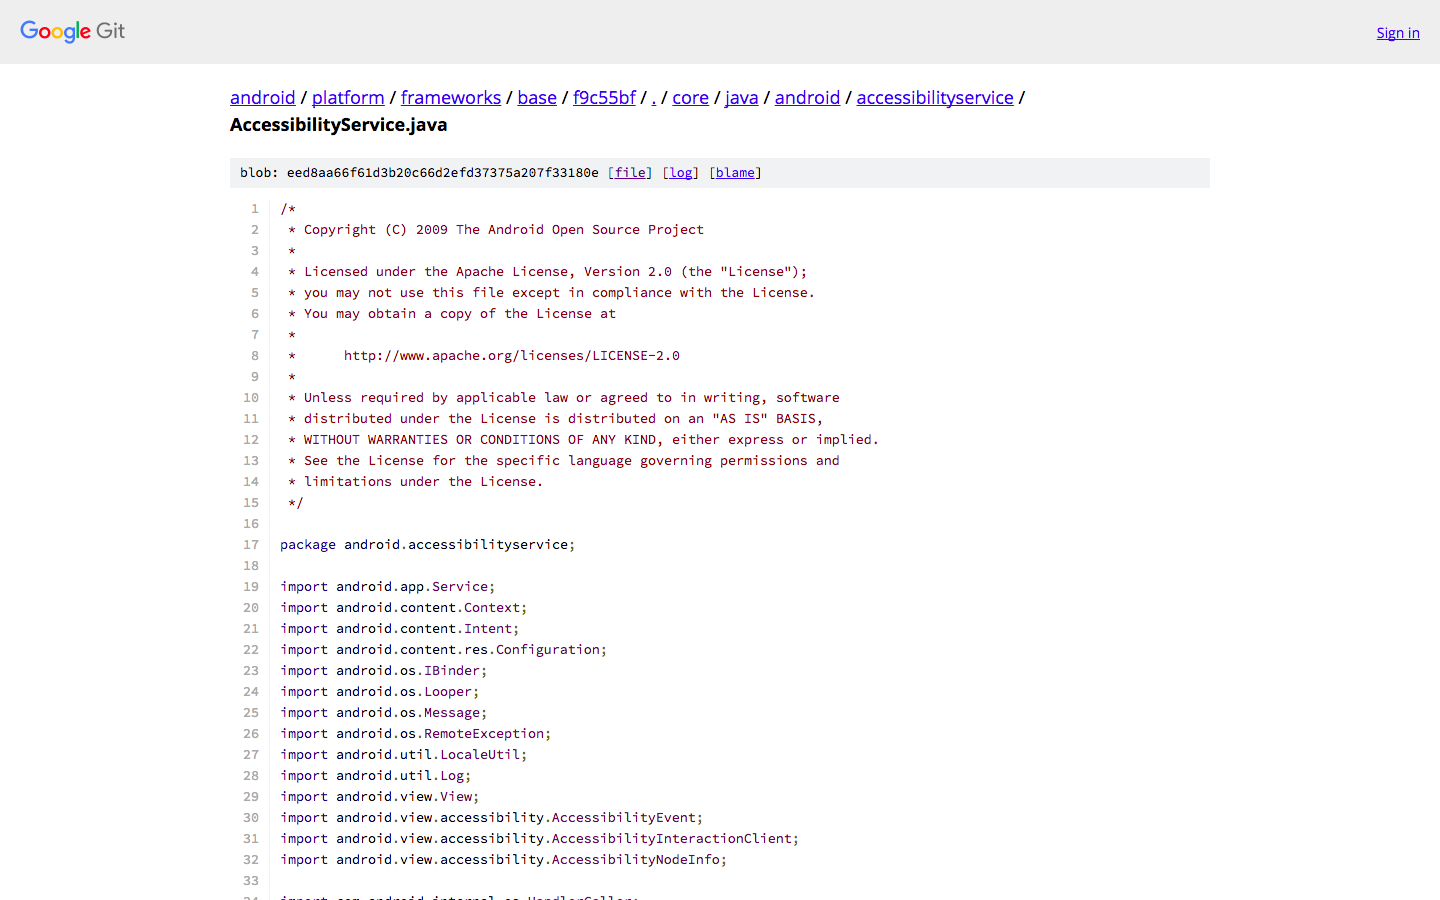 Google Git
Sign in
android / platform / frameworks / base / f9c55bf / . / core / java / android / accessibilityservice /
AccessibilityService.java
blob: eed8aa66f61d3b20c66d2efd37375a207f33180e [file] [log] [blame]
1 /*
2 * Copyright (C) 2009 The Android Open Source Project
3 *
4 * Licensed under the Apache License, Version 2.0 (the "License");
5 * you may not use this file except in compliance with the License.
6 * You may obtain a copy of the License at
7 *
8 * http://www.apache.org/licenses/LICENSE-2.0
9 *
10 * Unless required by applicable law or agreed to in writing, software
11 * distributed under the License is distributed on an "AS IS" BASIS,
12 * WITHOUT WARRANTIES OR CONDITIONS OF ANY KIND, either express or implied.
13 * See the License for the specific language governing permissions and
14 * limitations under the License.
15 */
16
17 package android.accessibilityservice;
18
19 import android.app.Service;
20 import android.content.Context;
21 import android.content.Intent;
22 import android.content.res.Configuration;
23 import android.os.IBinder;
24 import android.os.Looper;
25 import android.os.Message;
26 import android.os.RemoteException;
27 import android.util.LocaleUtil;
28 import android.util.Log;
29 import android.view.View;
30 import android.view.accessibility.AccessibilityEvent;
31 import android.view.accessibility.AccessibilityInteractionClient;
32 import android.view.accessibility.AccessibilityNodeInfo;
33
34 import com.android.internal.os.HandlerCaller;